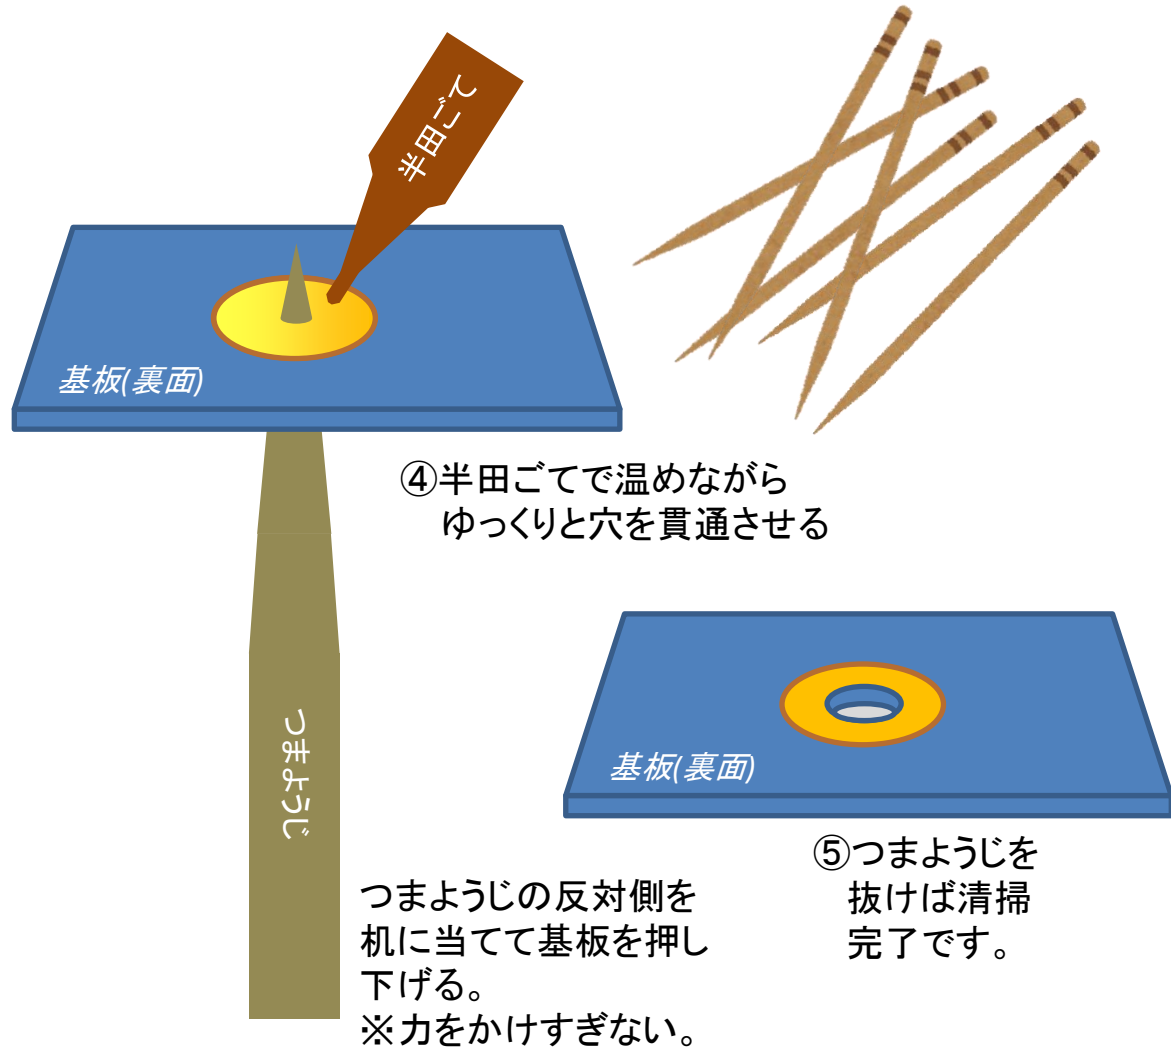 半田ごて
基板(裏面)
④半田ごてで温めながら
ゆっくりと穴を貫通させる
つまようじ
つまようじの反対側を
机に当てて基板を押し
下げる。
※力をかけすぎない。
基板(裏面)
⑤つまようじを
抜けば清掃
完了です。